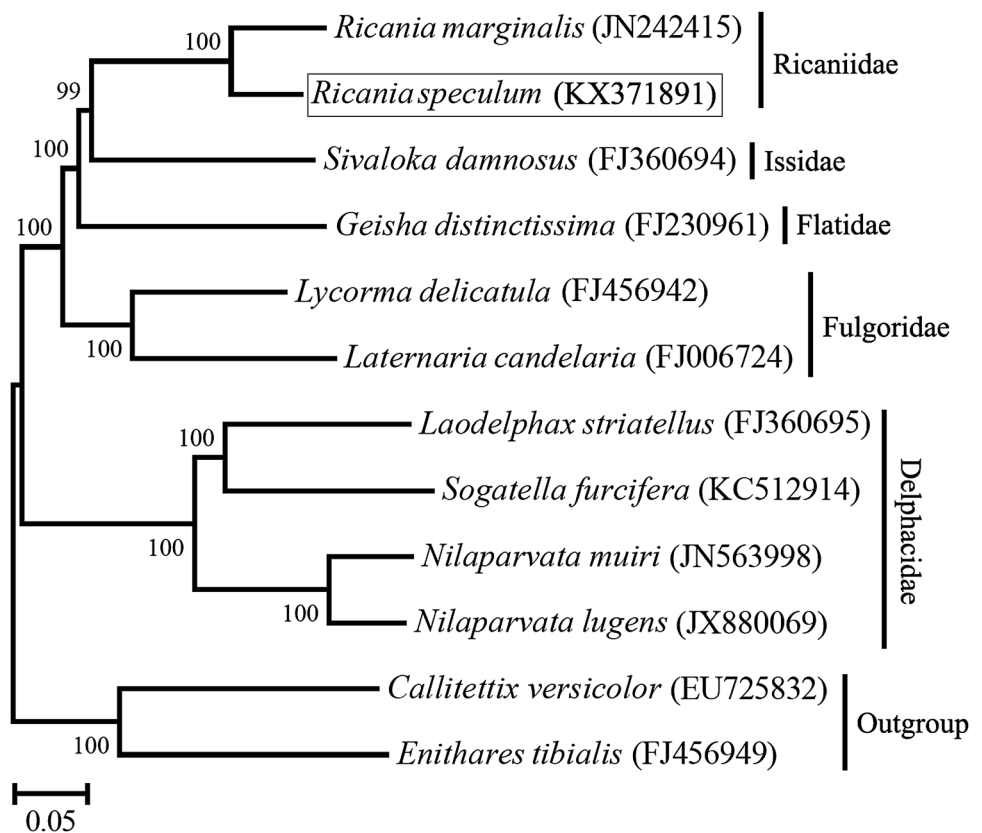 100
Ricania marginalis (JN242415)
Ricaniidae
99
Ricania speculum (KX371891)
100
Sivaloka damnosus (FJ360694)
Issidae
100
Geisha distinctissima (FJ230961)
Flatidae
Lycorma delicatula (FJ456942)
Fulgoridae
100
Laternaria candelaria (FJ006724)
100
Laodelphax striatellus (FJ360695)
Delphacidae
Sogatella furcifera (KC512914)
100
Nilaparvata muiri (JN563998)
100
Nilaparvata lugens (JX880069)
Callitettix versicolor (EU725832)
Outgroup
100
Enithares tibialis (FJ456949)
0.05